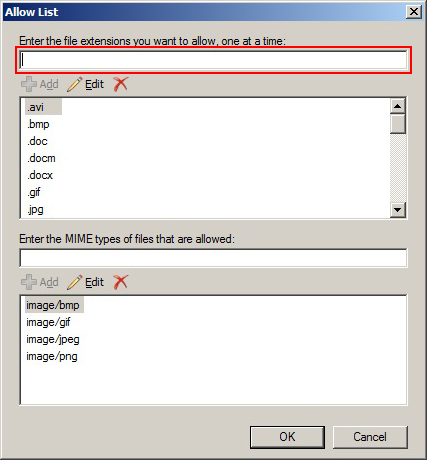 Allow List
Enter the file extensions you want to allow, one at a time:
Add Edit
.avi
.bmp
.doc
.docm
.docx
.gif
.jpg
Enter the MIME types of files that are allowed:
Add Edit
image/bmp
image/gif
image/jpeg
image/png
OK Cancel